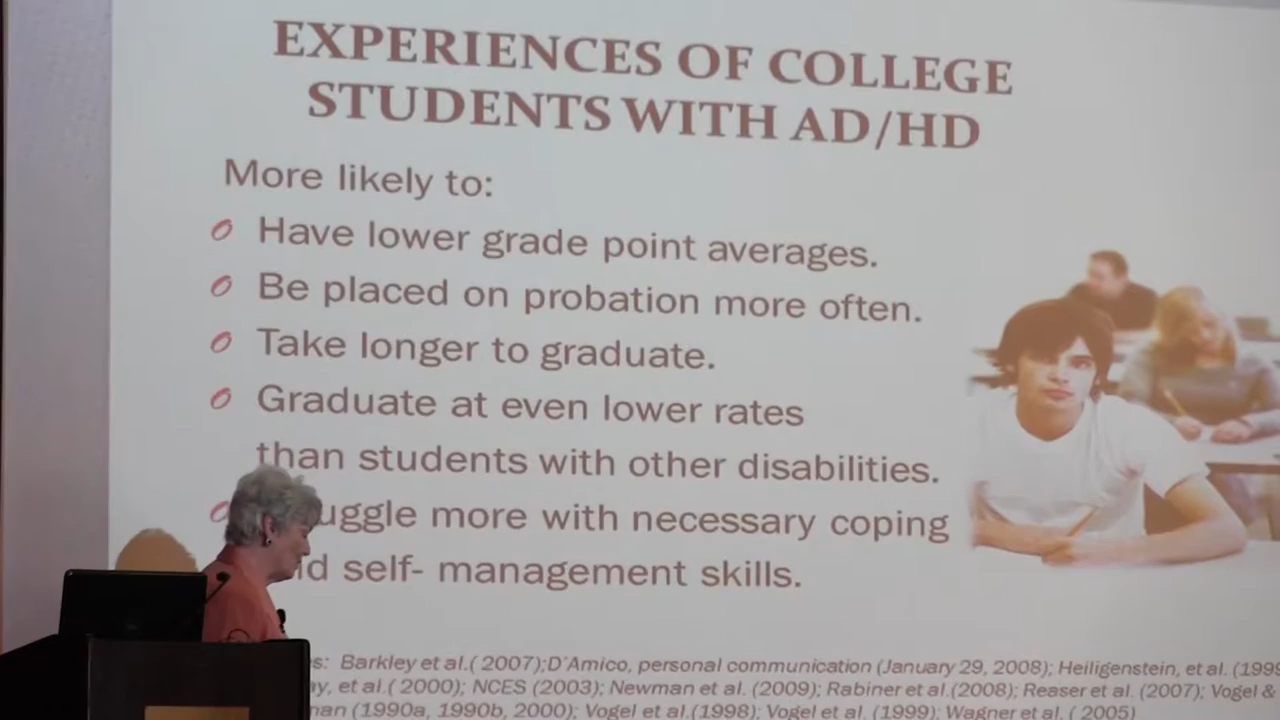 EXPERIENCES OF COLLEGE
STUDENTS WITH AD/HD
More likely to:
Have lower grade point averages.
Be placed on probation more often.
Take longer to graduate.
Graduate at even lower rates
than students with other disabilities.
uggle more with necessary coping
self- management skills.
Barkley et al.( 2007);D'Amico, personal communication (January 29, 2008); Heiligenstein, et al. (1999
et al.( 2000); NCES (2003); Newman et al. (2009); Rabiner et al.(2008); Reaser et al. (2007); Vogel &
(1990a, 1990b, 2000); Vogel et al.(1998); Vogel et al, (1999); Wagner et al. ( 2005)